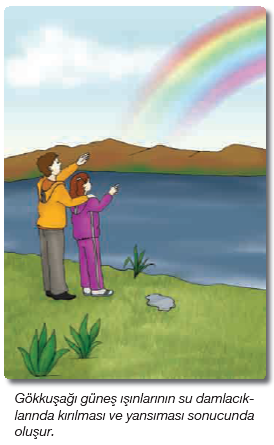 Gökkuşağı güneş ışınlarının su damlacık-
larında kırılması ve yansıması sonucunda
oluşur.